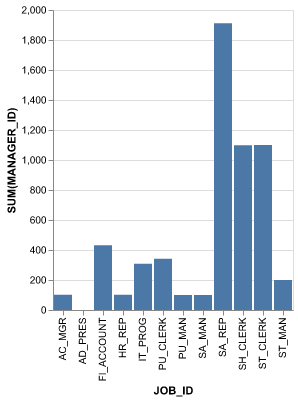 2,000
1,800
1,600
1,400
1,200
1,000
800
600
400
200
0
SUM(MANAGER_ID)
AC_MGR
AD_PRES
FI_ACCOUNT
HR_REP
IT_PROG
PU_CLERK
PU_MAN
SA_MAN
SA_REP
SH_CLERK
ST_CLERK
ST_MAN
JOB_ID